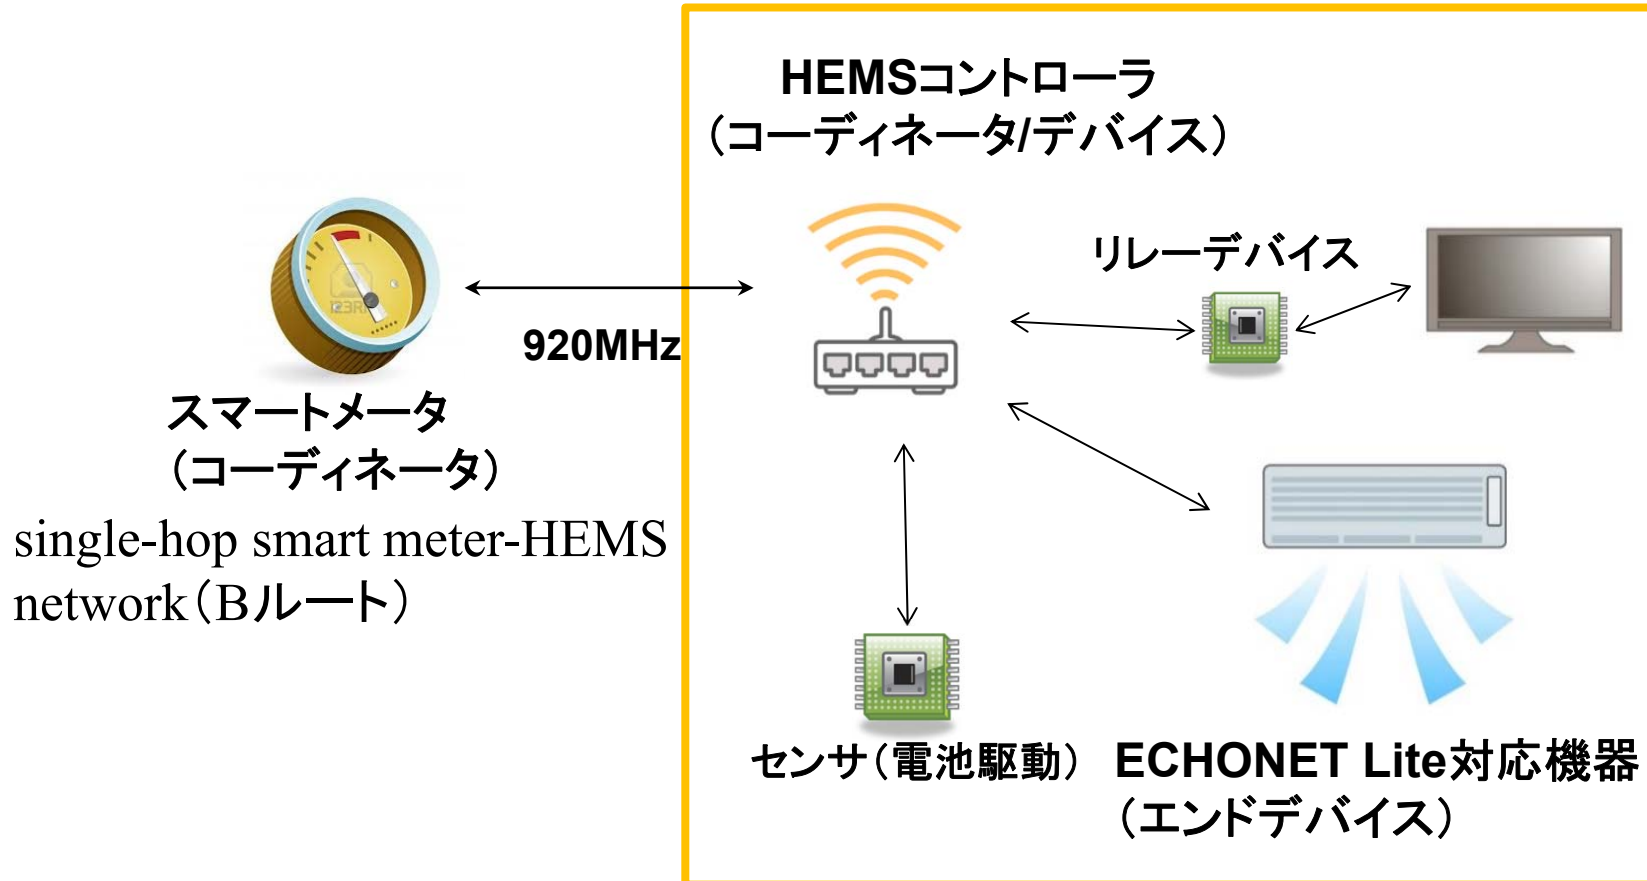 HEMSコントローラ
（コーディネータ/デバイス）
リレーデバイス
920MHz
スマートメータ
（コーディネータ）
single-hop smart meter-HEMS
network（Bルート）
センサ（電池駆動）
ECHONET Lite対応機器
（エンドデバイス）